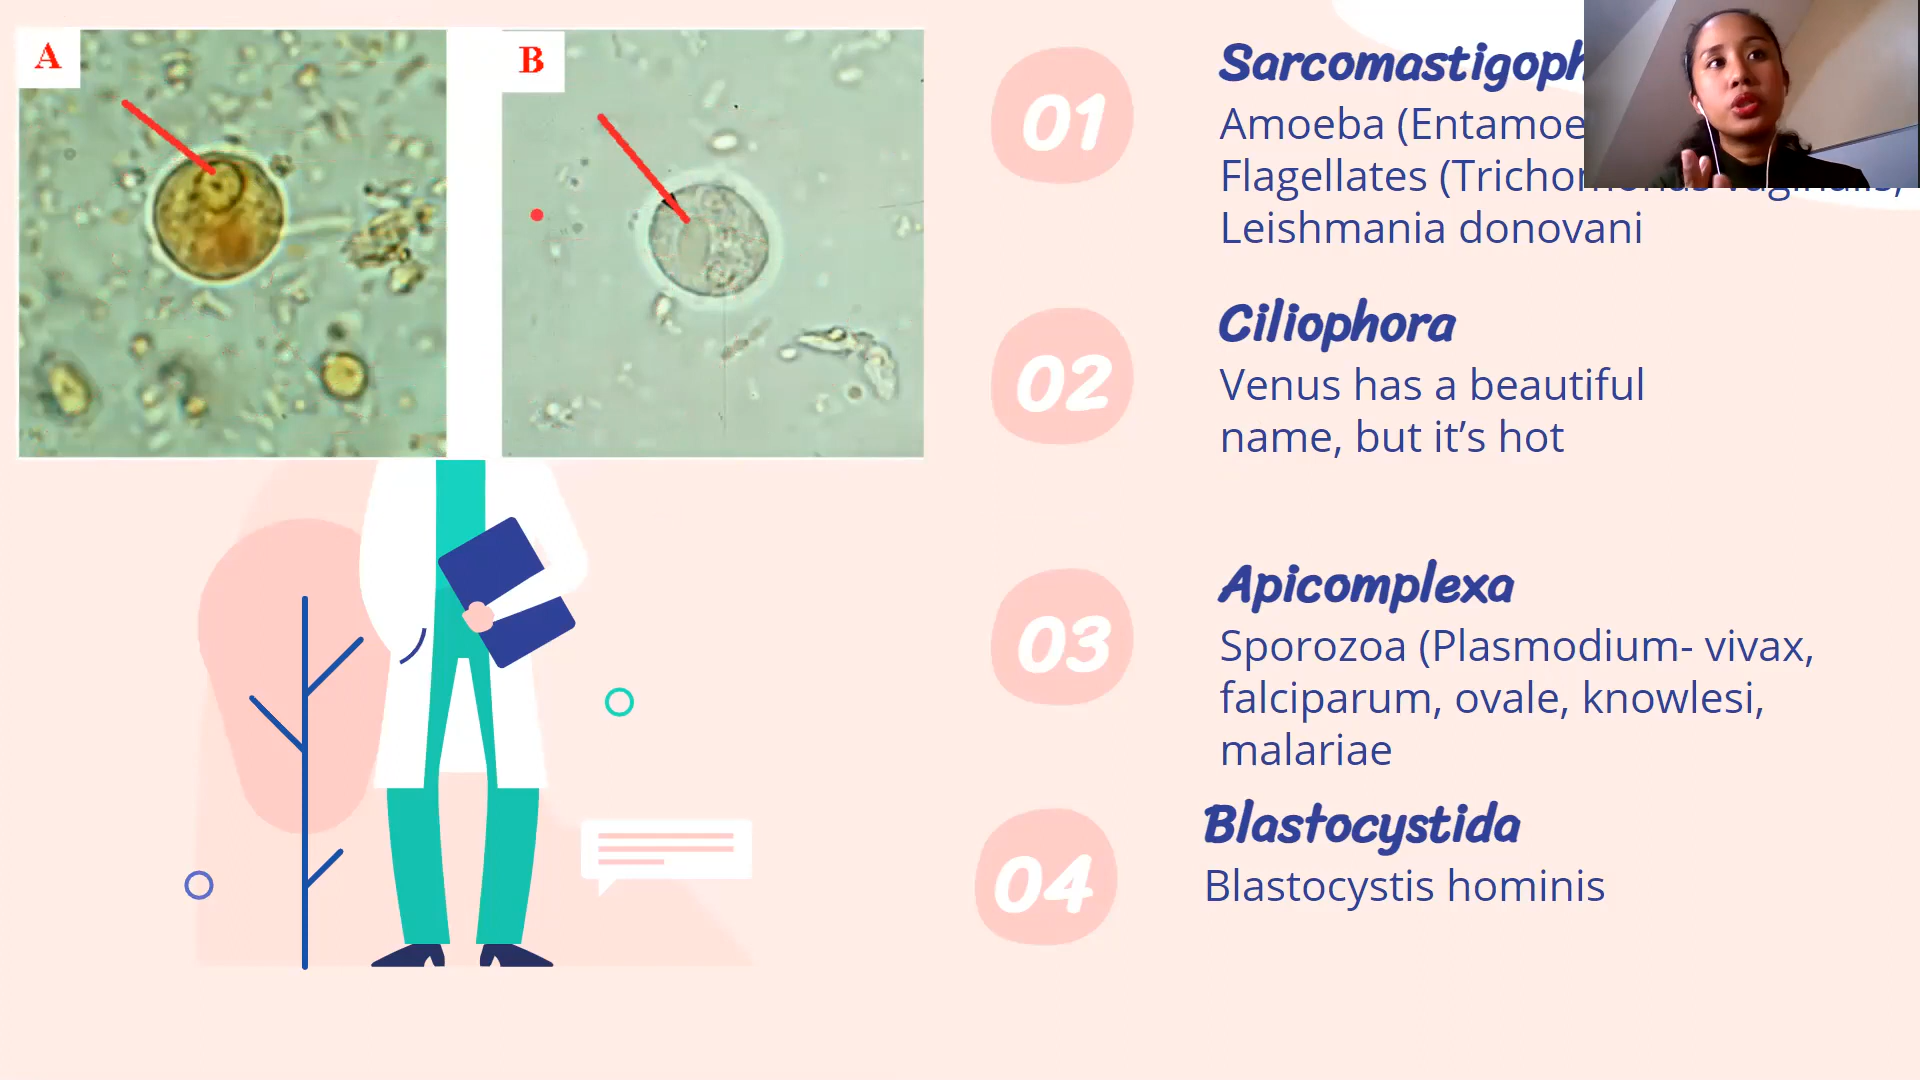 A
B
01
Sarcomastigoph
Amoeba (Entamoe
Flagellates
Leishmania donovani
02
Ciliophora
Venus has a beautiful
name, but it’s hot
03
Apicomplexa
Sporozoa (Plasmodium- vivax,
falciparum, ovale, knowlesi,
malariae
04
Blastocystida
Blastocystis hominis